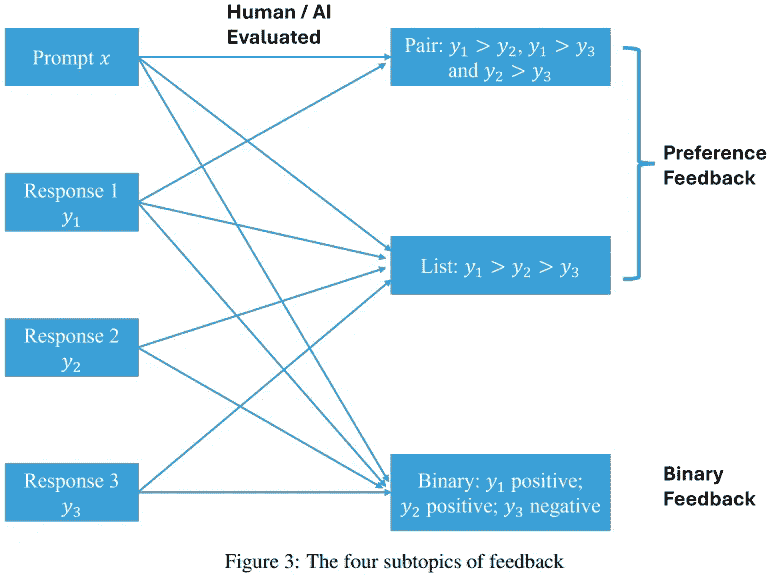 Human / AI
Evaluated
Prompt x
Pair: y₁ > y₂, y₁ > y₃
and y₂ > y₃
Preference
Feedback
Response 1
y₁
List: y₁ > y₂ > y₃
Response 2
y₂
Response 3
y₃
Binary: y₁ positive;
y₂ positive; y₃ negative
Binary
Feedback
Figure 3: The four subtopics of feedback